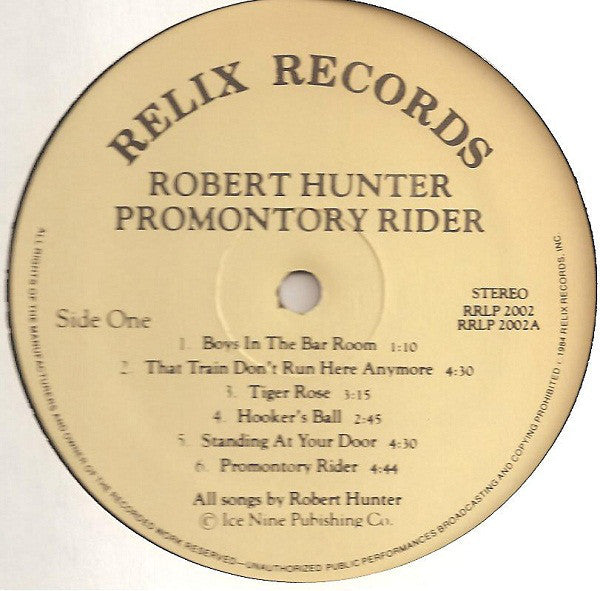 RELIX RECORDS
ROBERT HUNTER
PROMONTORY RIDER
STEREO
RRLP 2002
RRLP 2002A
Side One
1. Boys In The Bar Room 1:10
2. That Train Don't Run Here Anymore 4:30
3. Tiger Rose 3:15
4. Hooker's Ball 2:45
5. Standing At Your Door 4:30
6. Promontory Rider 4:44
All songs by Robert Hunter
© Ice Nine Pubishing Co.
ALL RIGHTS OF THE MANUFACTURERS AND OWNER OF THE RECORDED WORK RESERVED—UNAUTHORIZED PUBLIC PERFORMANCES BROADCASTING AND COPYING PROHIBITED • 1984 RELIX RECORDS, INC.